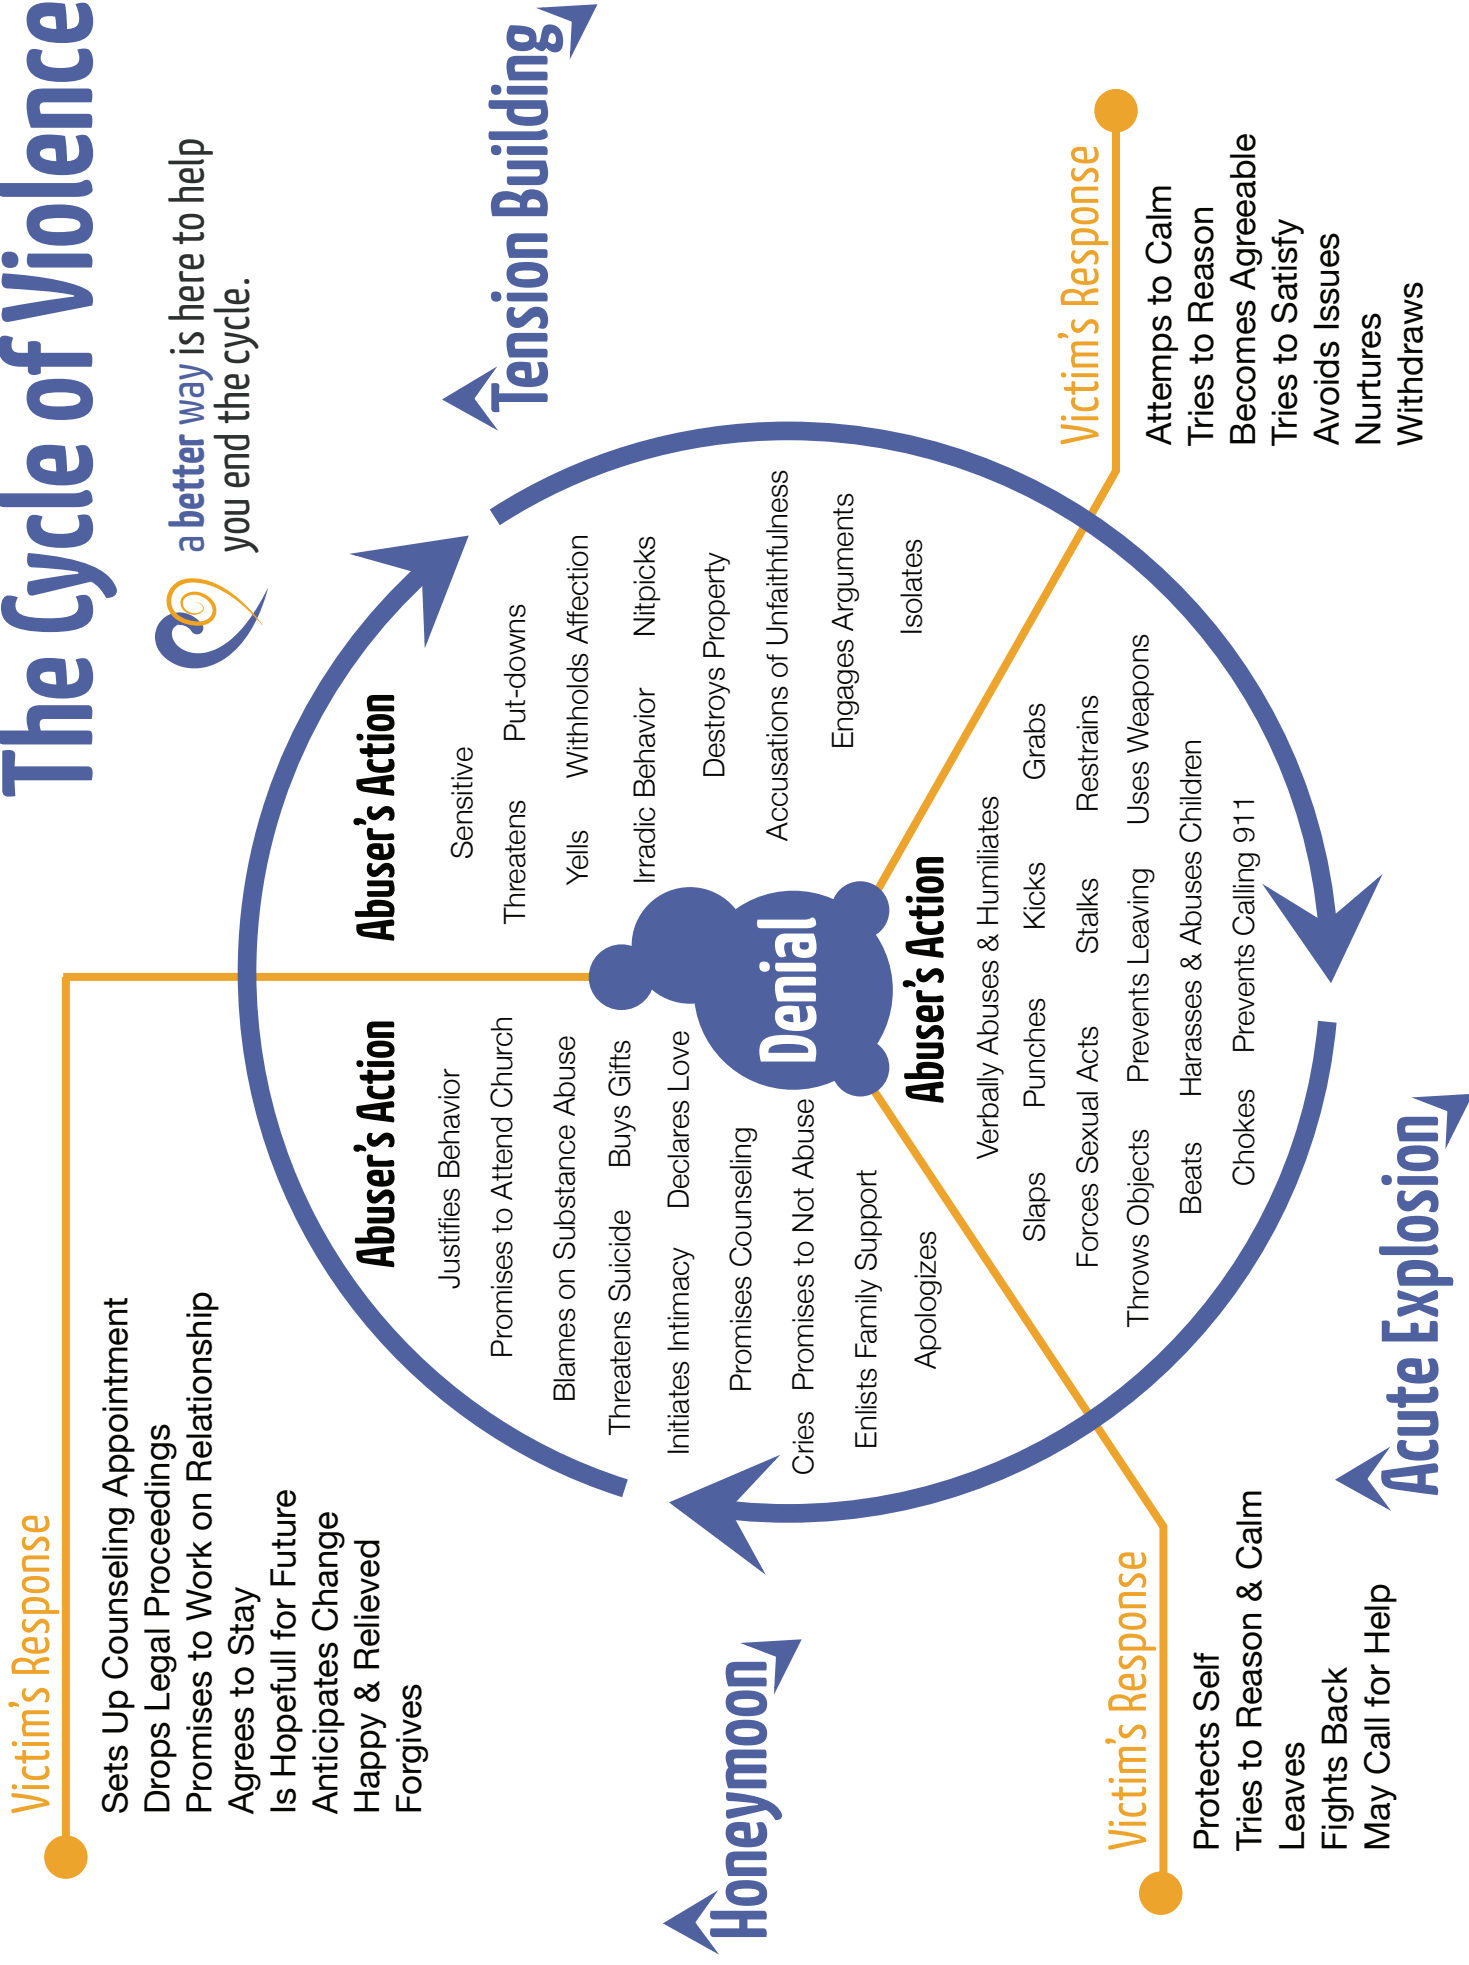 The Cycle of Violence
a better way is here to help
you end the cycle.
Victim's Response
Sets Up Counseling Appointment
Drops Legal Proceedings
Promises to Work on Relationship
Agrees to Stay
Is Hopefull for Future
Anticipates Change
Happy & Relieved
Forgives
Honeymoon
Abuser's Action
Justifies Behavior
Promises to Attend Church
Blames on Substance Abuse
Threatens Suicide Buys Gifts
Initiates Intimacy Declares Love
Promises Counseling
Cries Promises to Not Abuse
Enlists Family Support
Apologizes
Tension Building
Abuser's Action
Sensitive
Threatens Put-downs
Yells Withholds Affection
Irradic Behavior Nitpicks
Destroys Property
Accusations of Unfaithfulness
Engages Arguments
Isolates
Denial
Abuser's Action
Verbally Abuses & Humiliates
Slaps Punches Kicks Grabs
Forces Sexual Acts Stalks Restrains
Throws Objects Prevents Leaving Uses Weapons
Beats Harasses & Abuses Children
Chokes Prevents Calling 911
Victim's Response
Protects Self
Tries to Reason & Calm
Leaves
Fights Back
May Call for Help
Acute Explosion
Victim's Response
Attemps to Calm
Tries to Reason
Becomes Agreeable
Tries to Satisfy
Avoids Issues
Nurtures
Withdraws